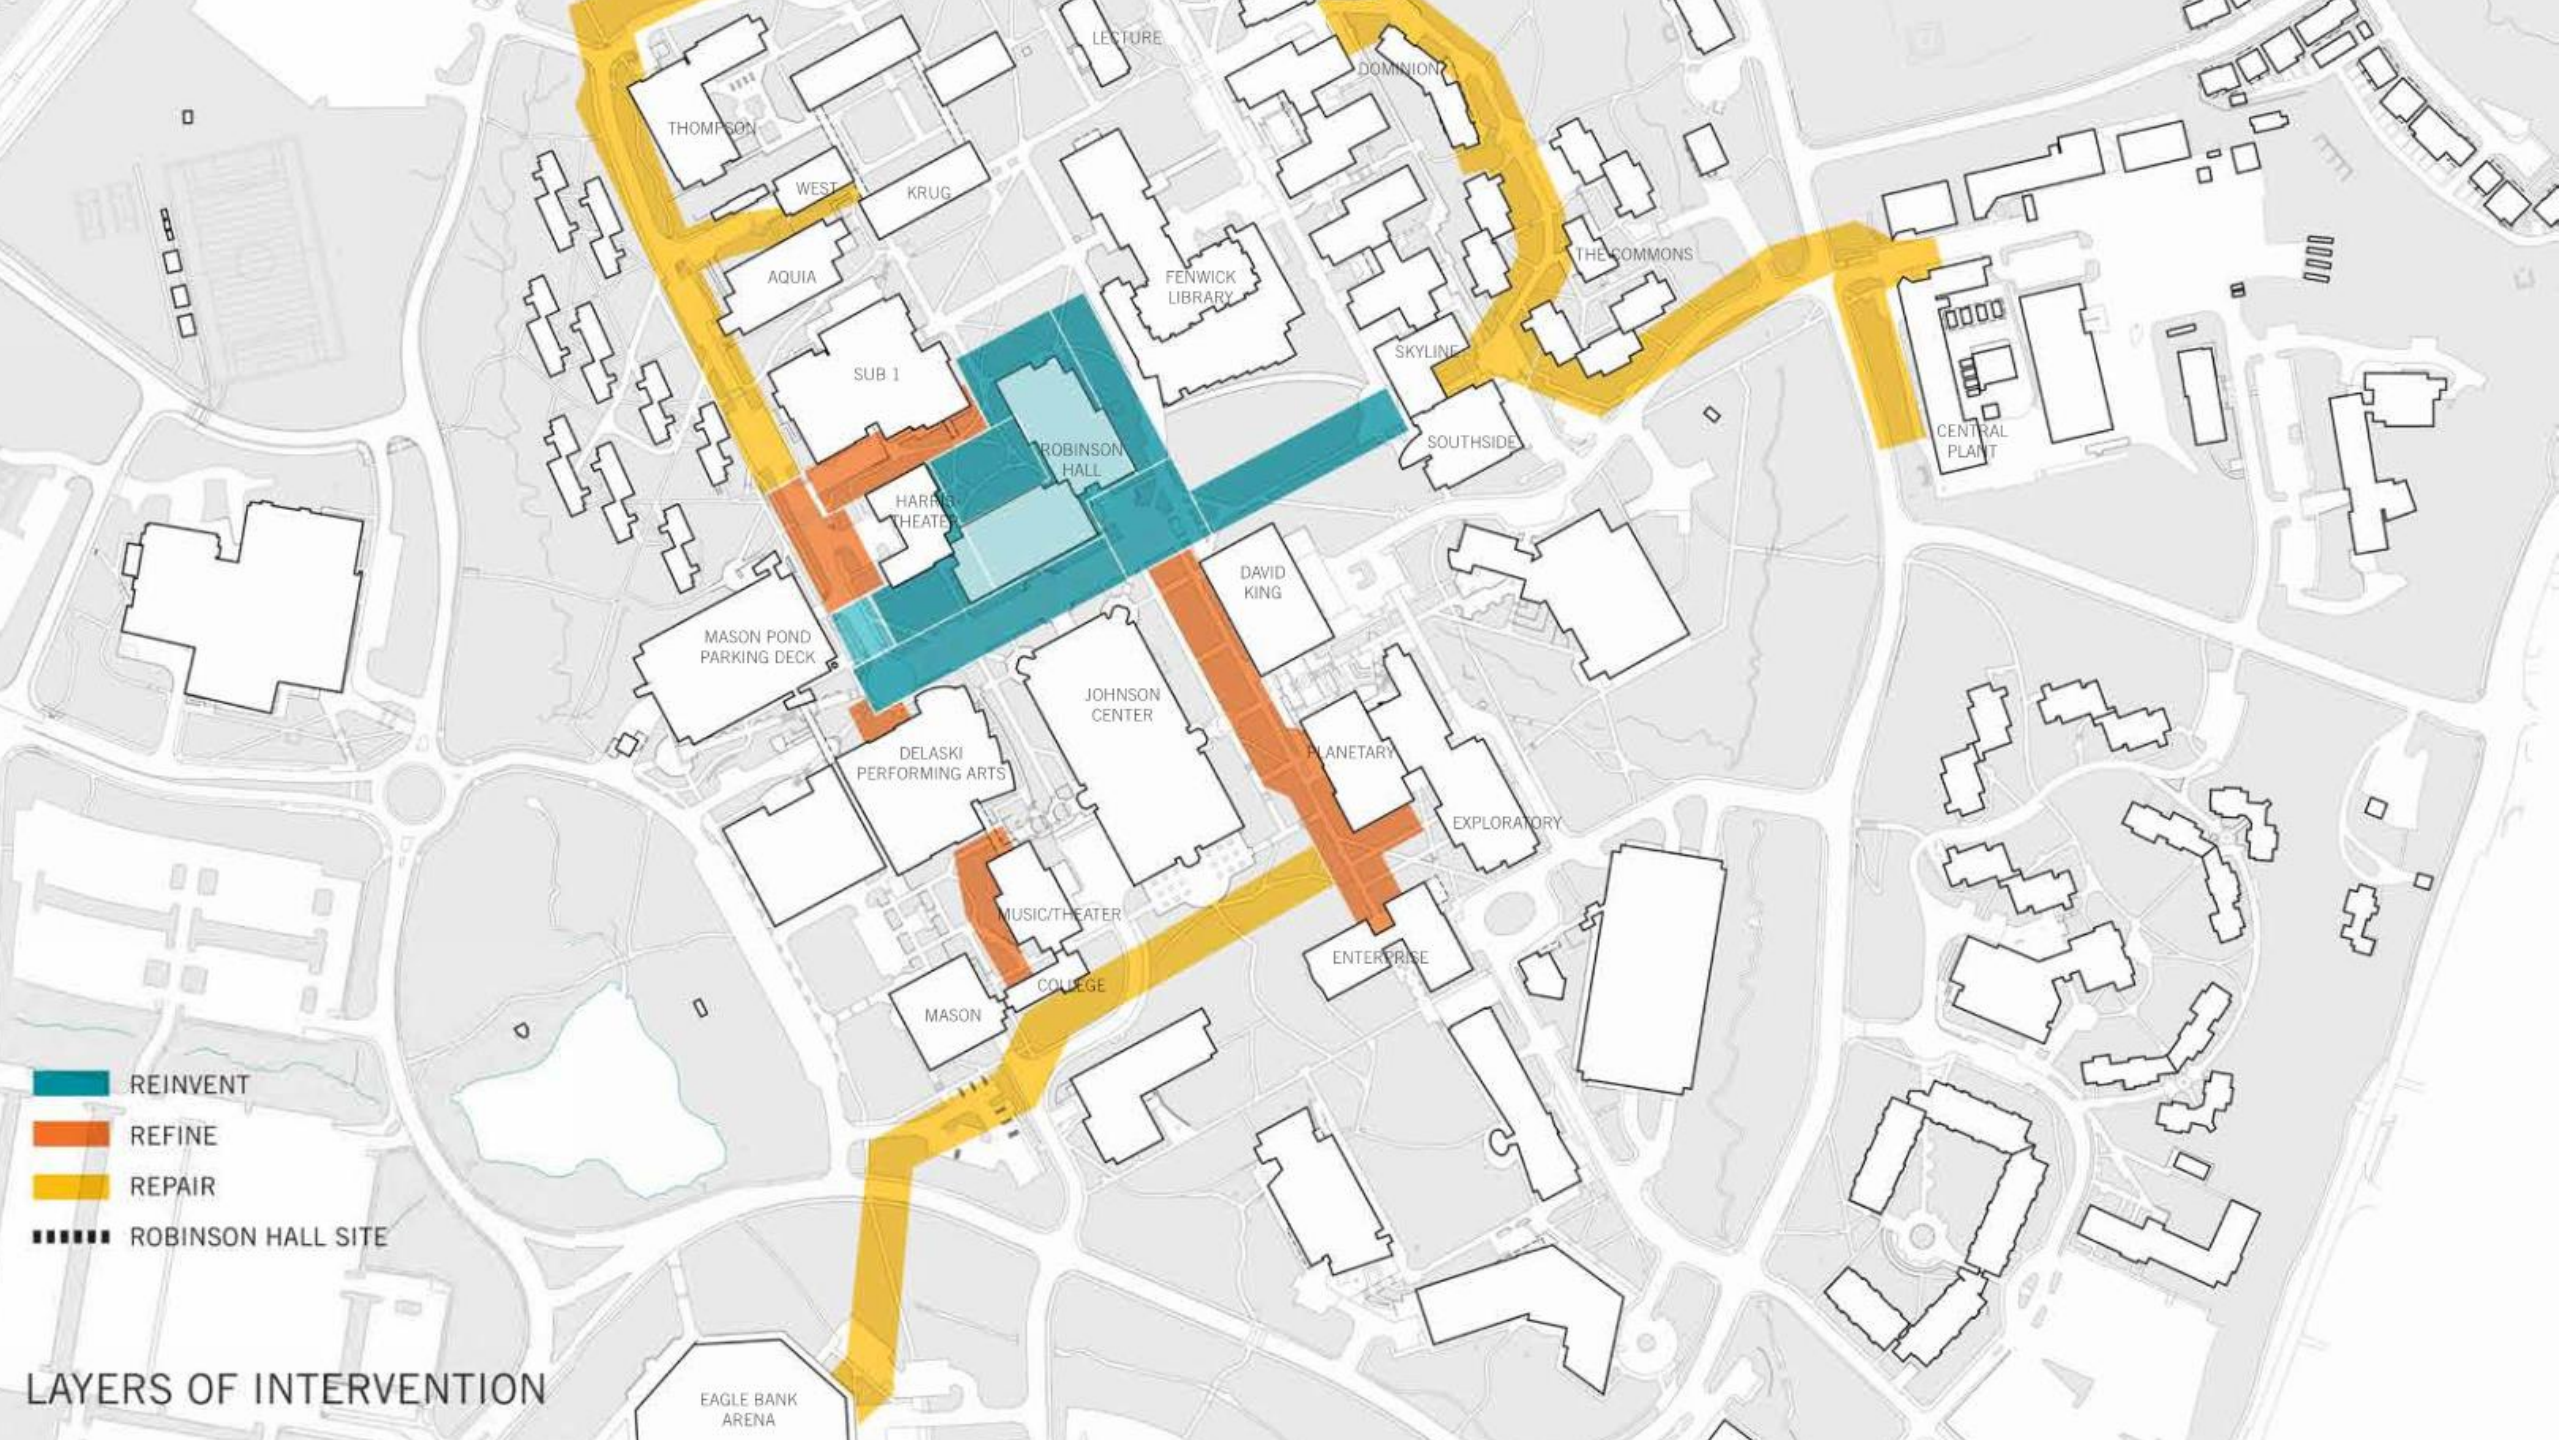 LECTURE
DOMINION
THOMPSON
WEST
KRUG
THE COMMONS
AQUIA
FENWICK
LIBRARY
SKYLINE
SUB 1
SOUTHSIDE
CENTRAL
PLANT
ROBINSON
HALL
HARRIS
THEATER
DAVID
KING
MASON POND
PARKING DECK
JOHNSON
CENTER
PLANETARY
DELASKI
PERFORMING ARTS
EXPLORATORY
MUSIC/THEATER
ENTERPRISE
COLLEGE
MASON
REINVENT
REFINE
REPAIR
ROBINSON HALL SITE
LAYERS OF INTERVENTION
EAGLE BANK
ARENA